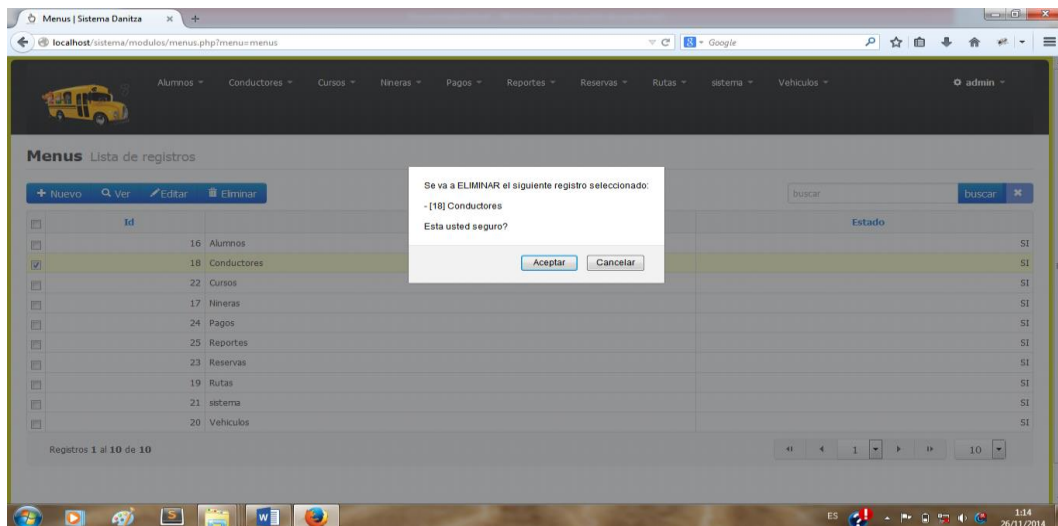 Menus | Sistema Danitza
localhost/sistema/modulos/menus.php?menu=menus
Google
Alumnos Conductores Cursos Nineras Pagos Reportes Reservas Rutas sistema Vehiculos admin
Menus Lista de registros
Nuevo Ver Editar Eliminar buscar buscar
Se va a ELIMINAR el siguiente registro seleccionado:
- [18] Conductores
Esta usted seguro?
Aceptar Cancelar
Id Estado
16 Alumnos SI
18 Conductores SI
22 Cursos SI
17 Nineras SI
24 Pagos SI
25 Reportes SI
23 Reservas SI
19 Rutas SI
21 sistema SI
20 Vehiculos SI
Registros 1 al 10 de 10 1 10
ES 1:14